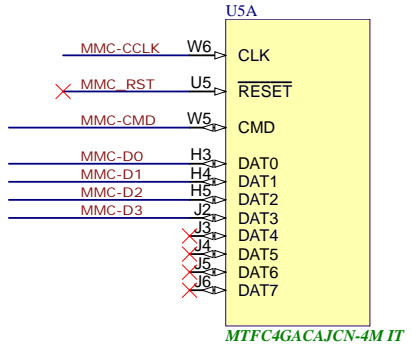 U5A
MMC-CCLK W6 CLK
MMC_RST U5 RESET
MMC-CMD W5 CMD
MMC-D0 H3 DAT0
MMC-D1 H4 DAT1
MMC-D2 H5 DAT2
MMC-D3 J2 DAT3
J3 DAT4
J4 DAT5
J5 DAT6
J6 DAT7
MTFC4GACAJCN-4M IT